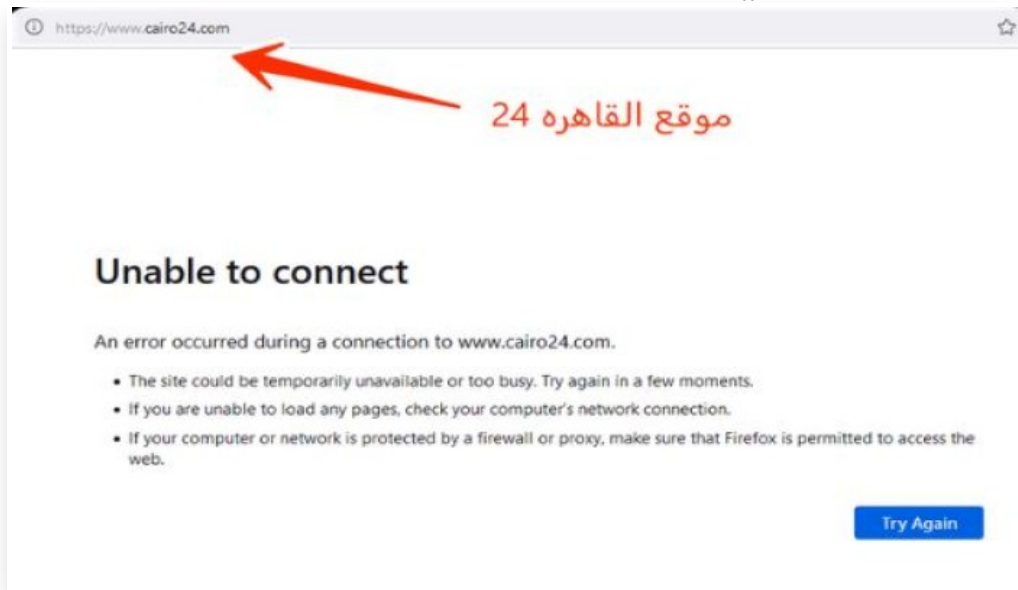 https://www.cairo24.com
موقع القاهره 24
Unable to connect
An error occurred during a connection to www.cairo24.com.
• The site could be temporarily unavailable or too busy. Try again in a few moments.
• If you are unable to load any pages, check your computer's network connection.
• If your computer or network is protected by a firewall or proxy, make sure that Firefox is permitted to access the
web.
Try Again